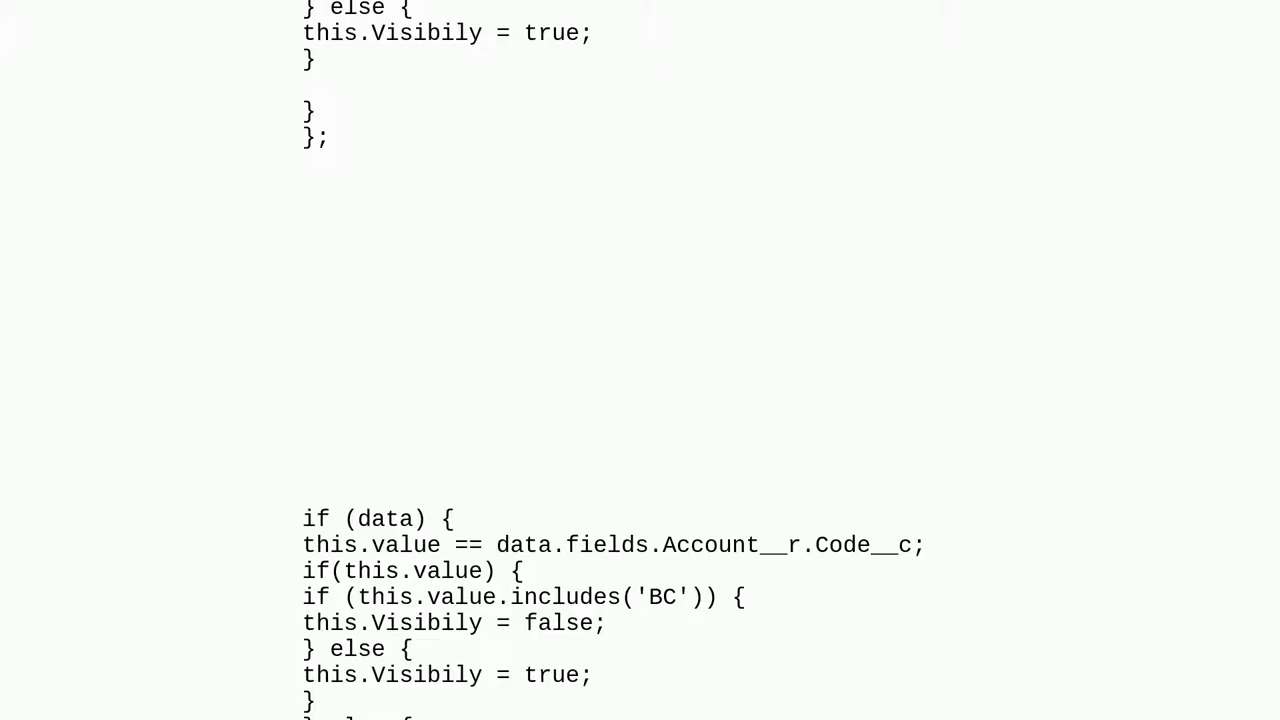 } else {
this.Visibily = true;
}
}
};
if (data) {
this.value == data.fields.Account__r.Code__c;
if(this.value) {
if (this.value.includes('BC')) {
this.Visibily = false;
} else {
this.Visibily = true;
}
} else {